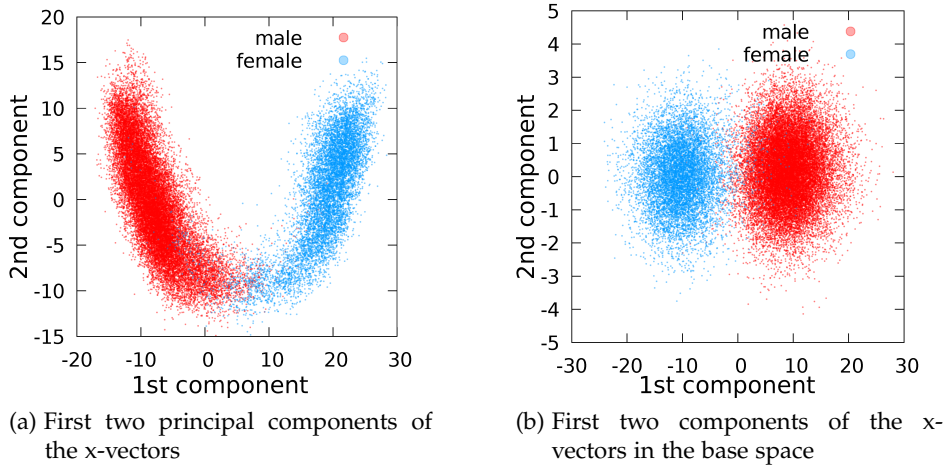 20
15
10
5
0
-5
-10
-15
-20 -10 0 10 20 30
2nd component
1st component
male
female
(a) First two principal components of
the x-vectors
5
4
3
2
1
0
-1
-2
-3
-4
-5
-30 -20 -10 0 10 20 30
2nd component
1st component
male
female
(b) First two components of the x-
vectors in the base space